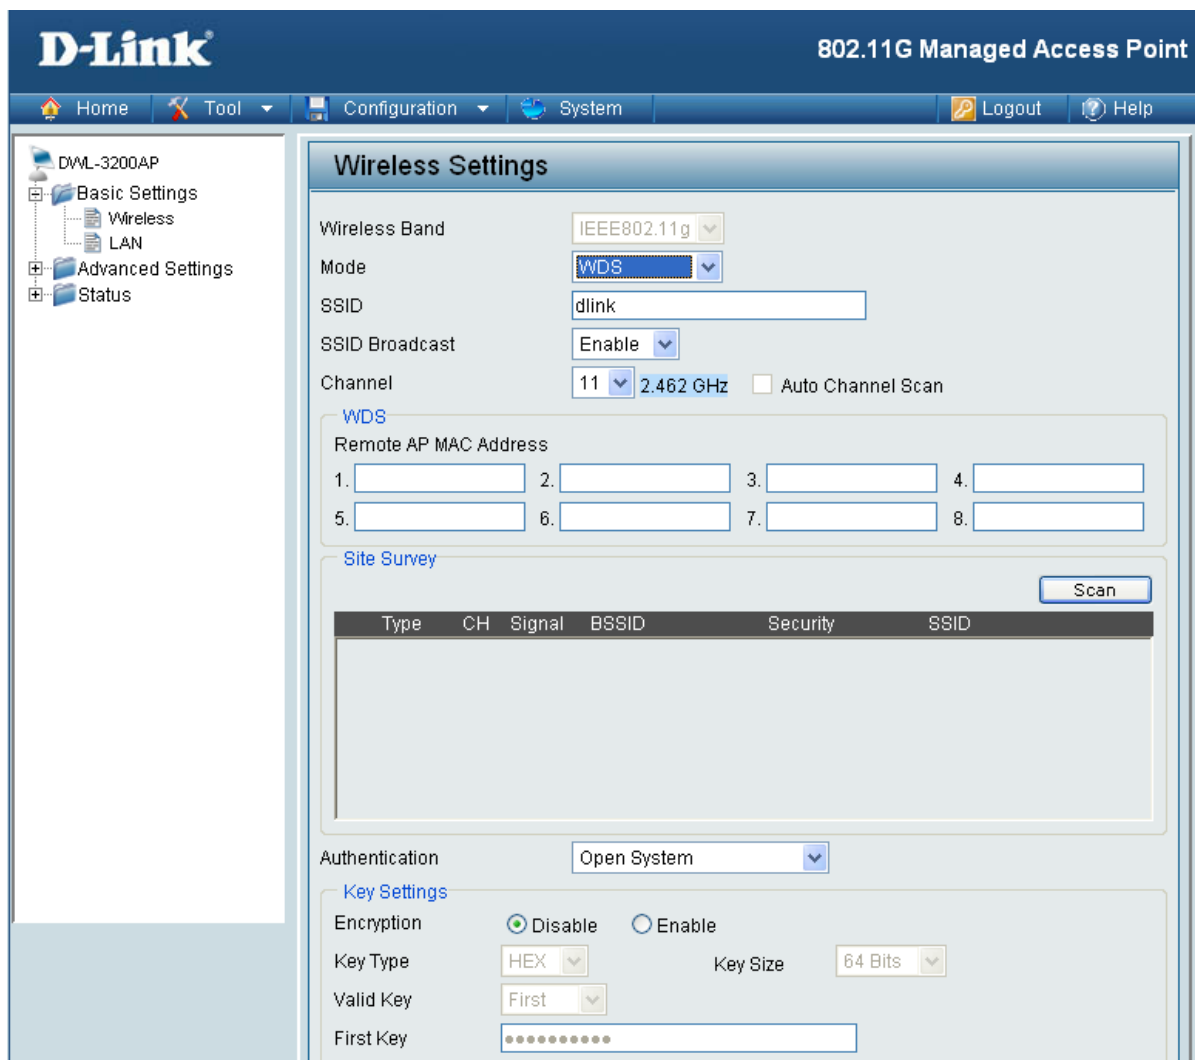 D-Link®
802.11G Managed Access Point
Home Tool Configuration System Logout Help
DWL-3200AP
Basic Settings
Wireless
LAN
Advanced Settings
Status
Wireless Settings
Wireless Band IEEE802.11g
Mode WDS
SSID dlink
SSID Broadcast Enable
Channel 11 2.462 GHz Auto Channel Scan
WDS
Remote AP MAC Address
1. 2. 3. 4.
5. 6. 7. 8.
Site Survey
Scan
Type CH Signal BSSID Security SSID
Authentication Open System
Key Settings
Encryption Disable Enable
Key Type HEX Key Size 64 Bits
Valid Key First
First Key ●●●●●●●●●●